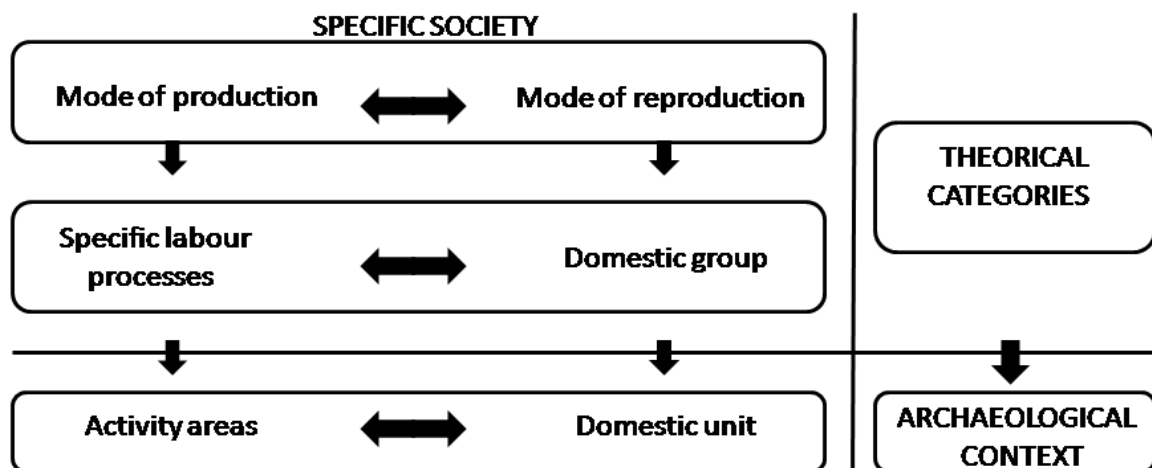 SPECIFIC SOCIETY
Mode of production
Mode of reproduction
THEORICAL
CATEGORIES
Specific labour
processes
Domestic group
Activity areas
Domestic unit
ARCHAEOLOGICAL
CONTEXT